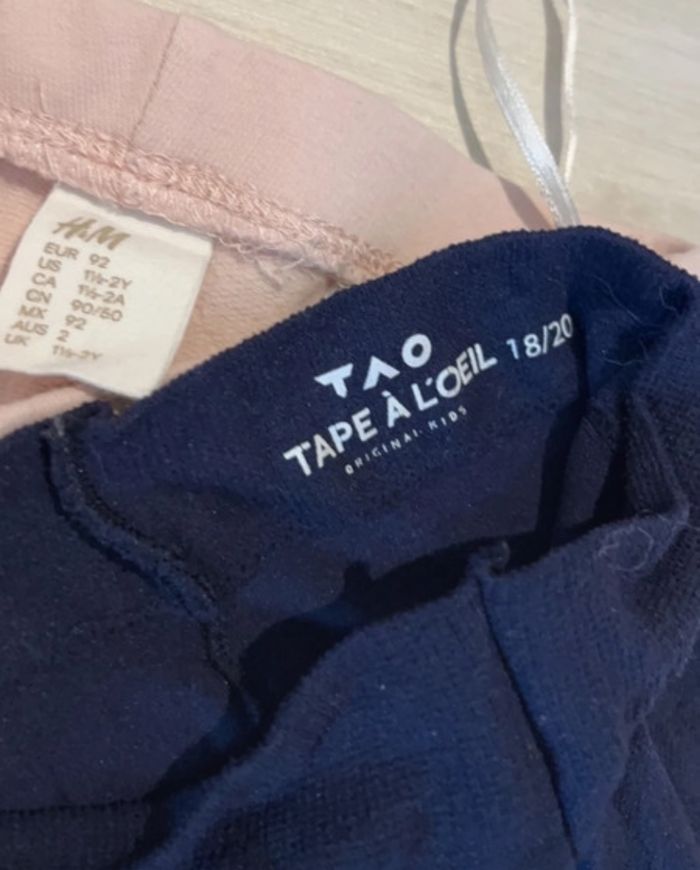 H&M
EUR 92
US 1½-2Y
CA 1½-2A
CN 90/50
MX 92
AUS 2
UK 1½-2Y
TAO
TAPE À L'OEIL 18/20
ORIGINAL KIDS